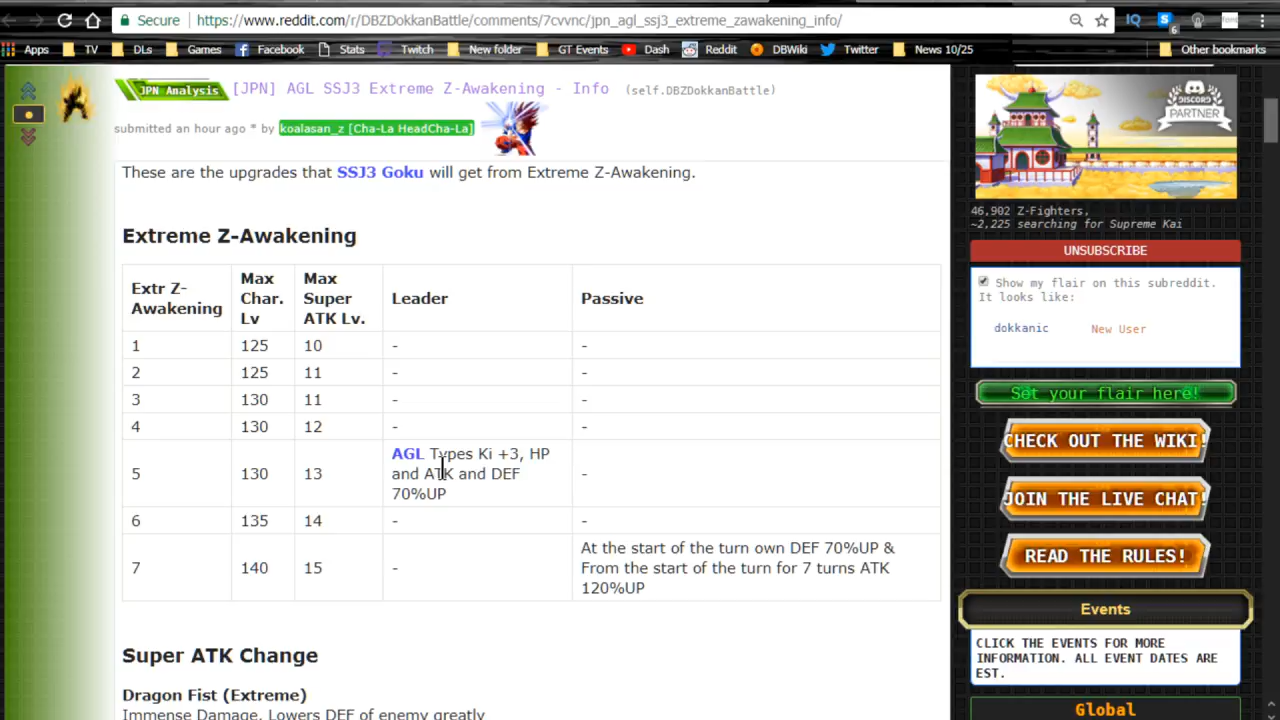 Secure https://www.reddit.com/r/DBZDokkanBattle/comments/7cvvnc/jpn_agl_ssj3_extreme_zawakening_info/
IQ S 6
Apps TV DLs Games Facebook Stats Twitch New folder GT Events Dash Reddit DBWiki Twitter News 10/25 Other bookmarks
JPN Analysis [JPN] AGL SSJ3 Extreme Z-Awakening - Info (self.DBZDokkanBattle)
submitted an hour ago * by koalasan_z [Cha-La HeadCha-La]
These are the upgrades that SSJ3 Goku will get from Extreme Z-Awakening.
Extreme Z-Awakening
Extr Z-Awakening Max Char. Lv Max Super ATK Lv. Leader Passive
1 125 10 - -
2 125 11 - -
3 130 11 - -
4 130 12 - -
5 130 13 AGL Types Ki +3, HP and ATK and DEF 70%UP -
6 135 14 - -
7 140 15 - At the start of the turn own DEF 70%UP & From the start of the turn for 7 turns ATK 120%UP
Super ATK Change
Dragon Fist (Extreme)
Immense Damage, Lowers DEF of enemy greatly
DISCORD
PARTNER
46,902 Z-Fighters,
~2,225 searching for Supreme Kai
UNSUBSCRIBE
Show my flair on this subreddit.
It looks like:
dokkanic New User
Set your flair here!
CHECK OUT THE WIKI!
JOIN THE LIVE CHAT!
READ THE RULES!
Events
CLICK THE EVENTS FOR MORE
INFORMATION. ALL EVENT DATES ARE
EST.
Global